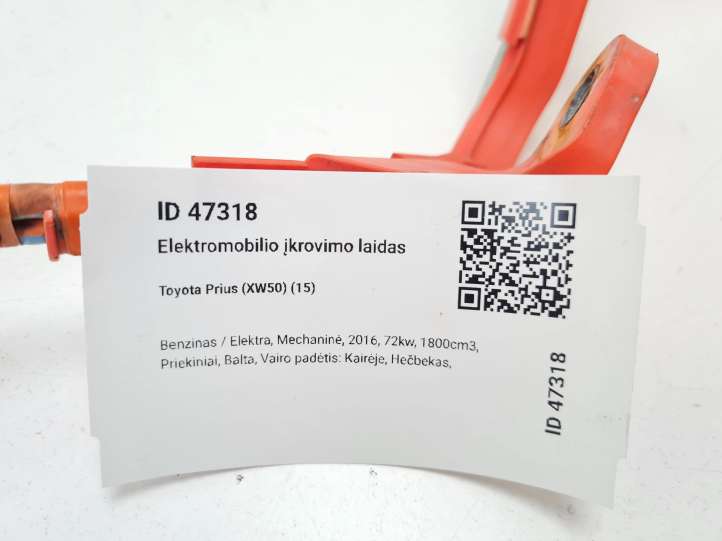 ID 47318
Elektromobilio įkrovimo laidas
Toyota Prius (XW50) (15)
Benzinas / Elektra, Mechaninė, 2016, 72kw, 1800cm3,
Priekiniai, Balta, Vairo padėtis: Kairėje, Hečbekas,
ID 47318